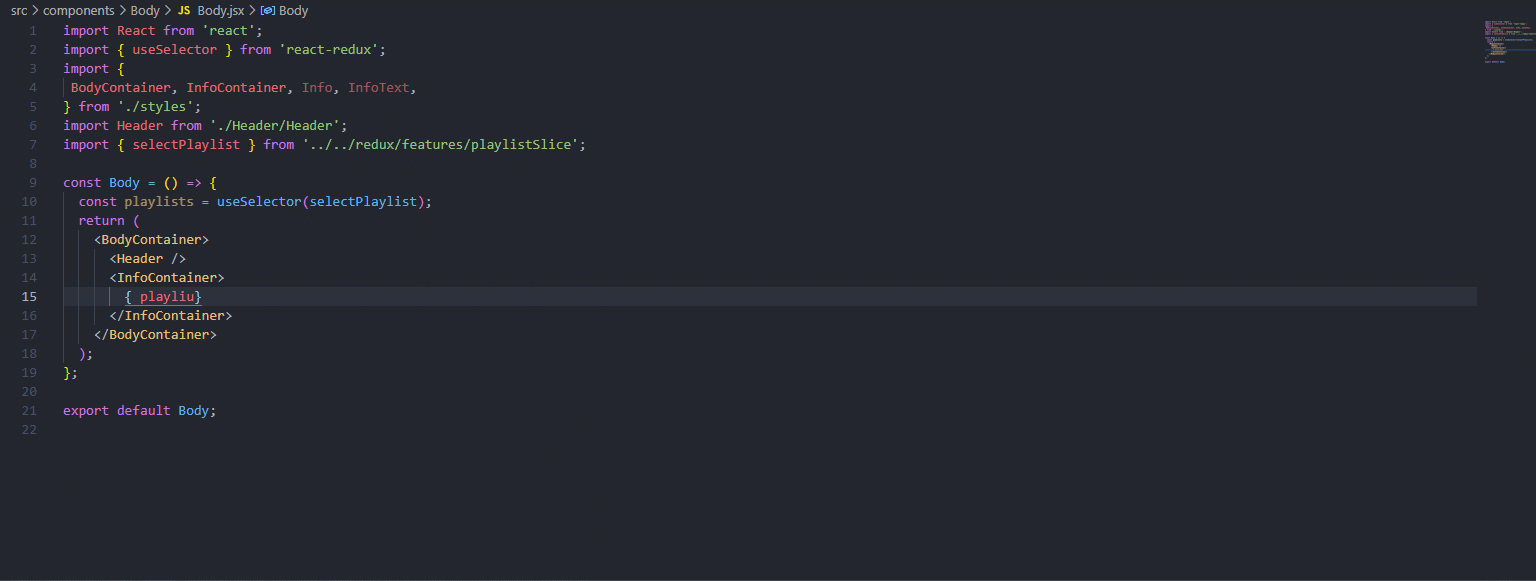 src > components > Body > JS Body.jsx > Body
1 import React from 'react';
2 import { useSelector } from 'react-redux';
3 import {
4 BodyContainer, InfoContainer, Info, InfoText,
5 } from './styles';
6 import Header from './Header/Header';
7 import { selectPlaylist } from '../../redux/features/playlistSlice';
8
9 const Body = () => {
10 const playlists = useSelector(selectPlaylist);
11 return (
12 <BodyContainer>
13 <Header />
14 <InfoContainer>
15 { playliu}
16 </InfoContainer>
17 </BodyContainer>
18 );
19 };
20
21 export default Body;
22